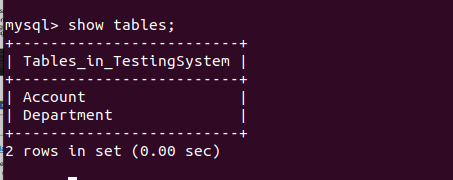 mysql> show tables;
+--------------------------+
| Tables_in_TestingSystem |
+--------------------------+
| Account |
| Department |
+--------------------------+
2 rows in set (0.00 sec)